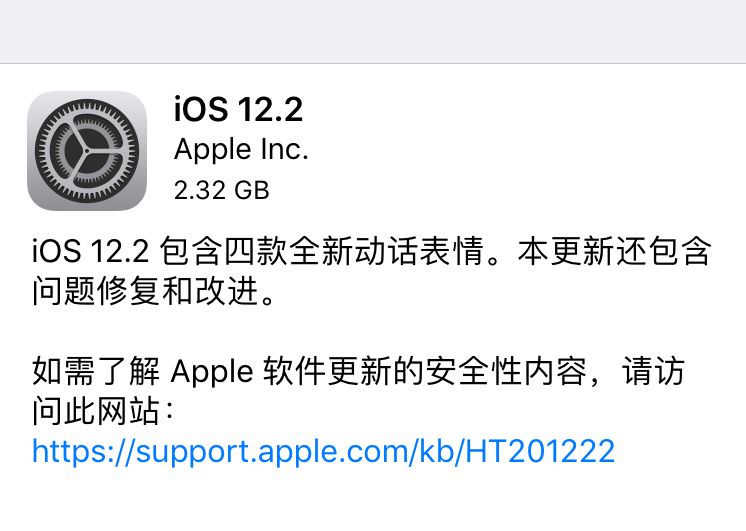 iOS 12.2
Apple Inc.
2.32 GB
iOS 12.2 包含四款全新动话表情。本更新还包含
问题修复和改进。
如需了解 Apple 软件更新的安全性内容，请访
问此网站：
https://support.apple.com/kb/HT201222